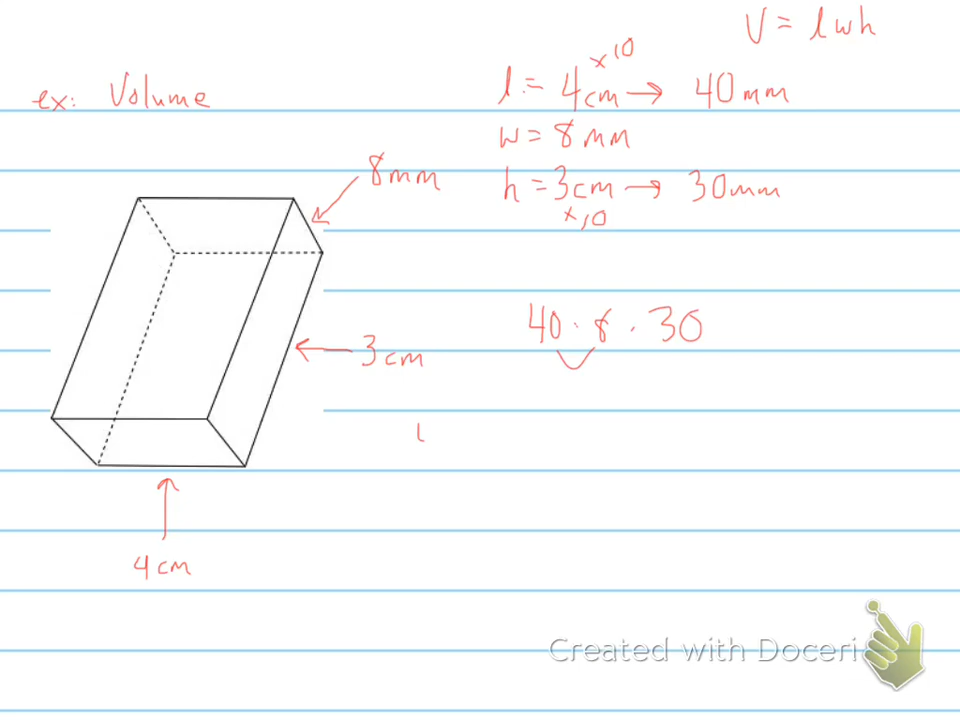 V = lwh
ex: Volume
x10
l = 4cm → 40mm
w = 8mm
h = 3cm → 30mm
x10
8mm
40 · 8 · 30
3cm
4cm
Created with Doceri